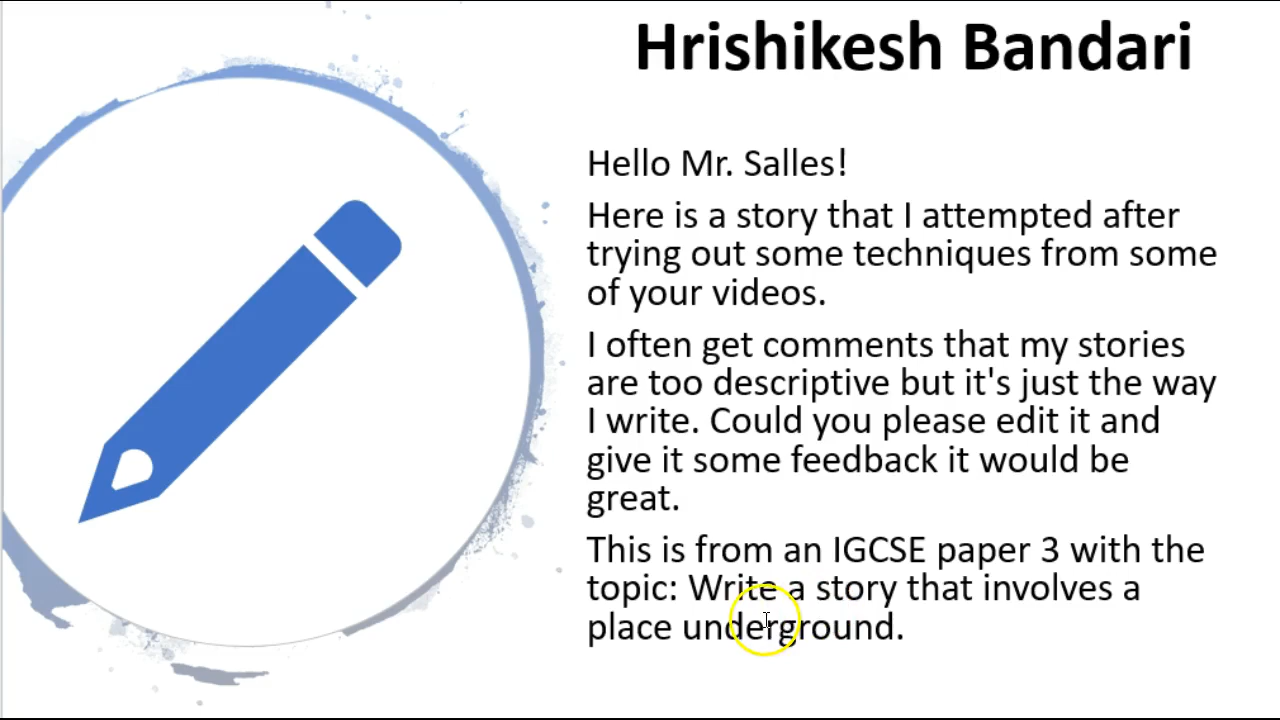 Hrishikesh Bandari
Hello Mr. Salles!
Here is a story that I attempted after
trying out some techniques from some
of your videos.
I often get comments that my stories
are too descriptive but it's just the way
I write. Could you please edit it and
give it some feedback it would be
great.
This is from an IGCSE paper 3 with the
topic: Write a story that involves a
place underground.